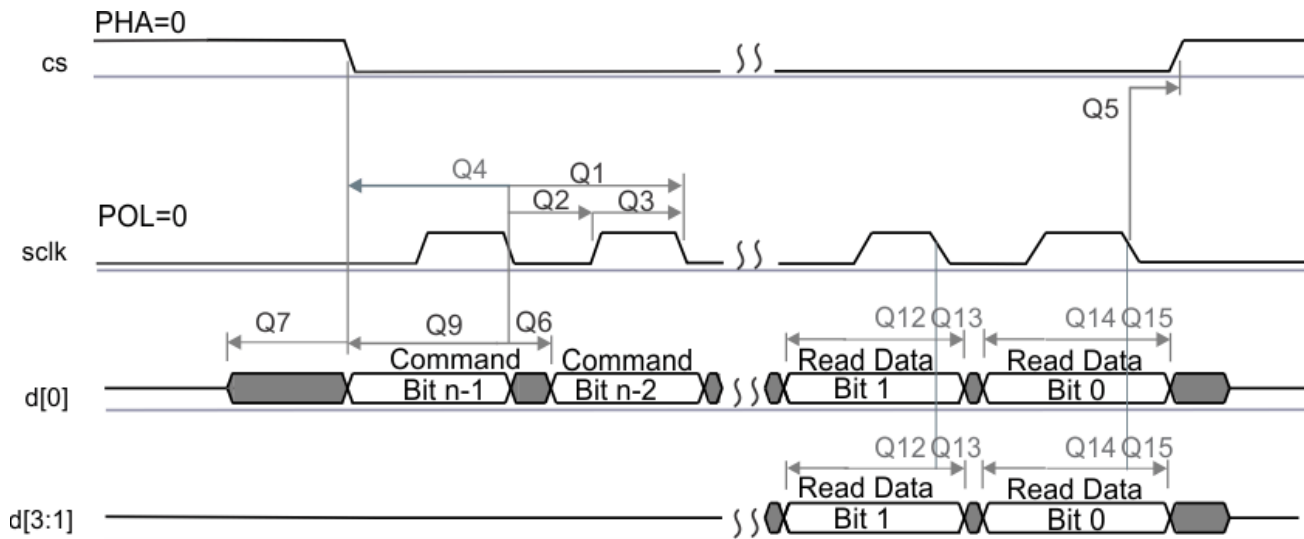 PHA=0
cs
Q5
Q4 Q1
Q2 Q3
POL=0
sclk
Q7 Q9 Q6 Q12 Q13 Q14 Q15
Command Command Read Data Read Data
d[0] Bit n-1 Bit n-2 Bit 1 Bit 0
Q12 Q13 Q14 Q15
Read Data Read Data
d[3:1] Bit 1 Bit 0